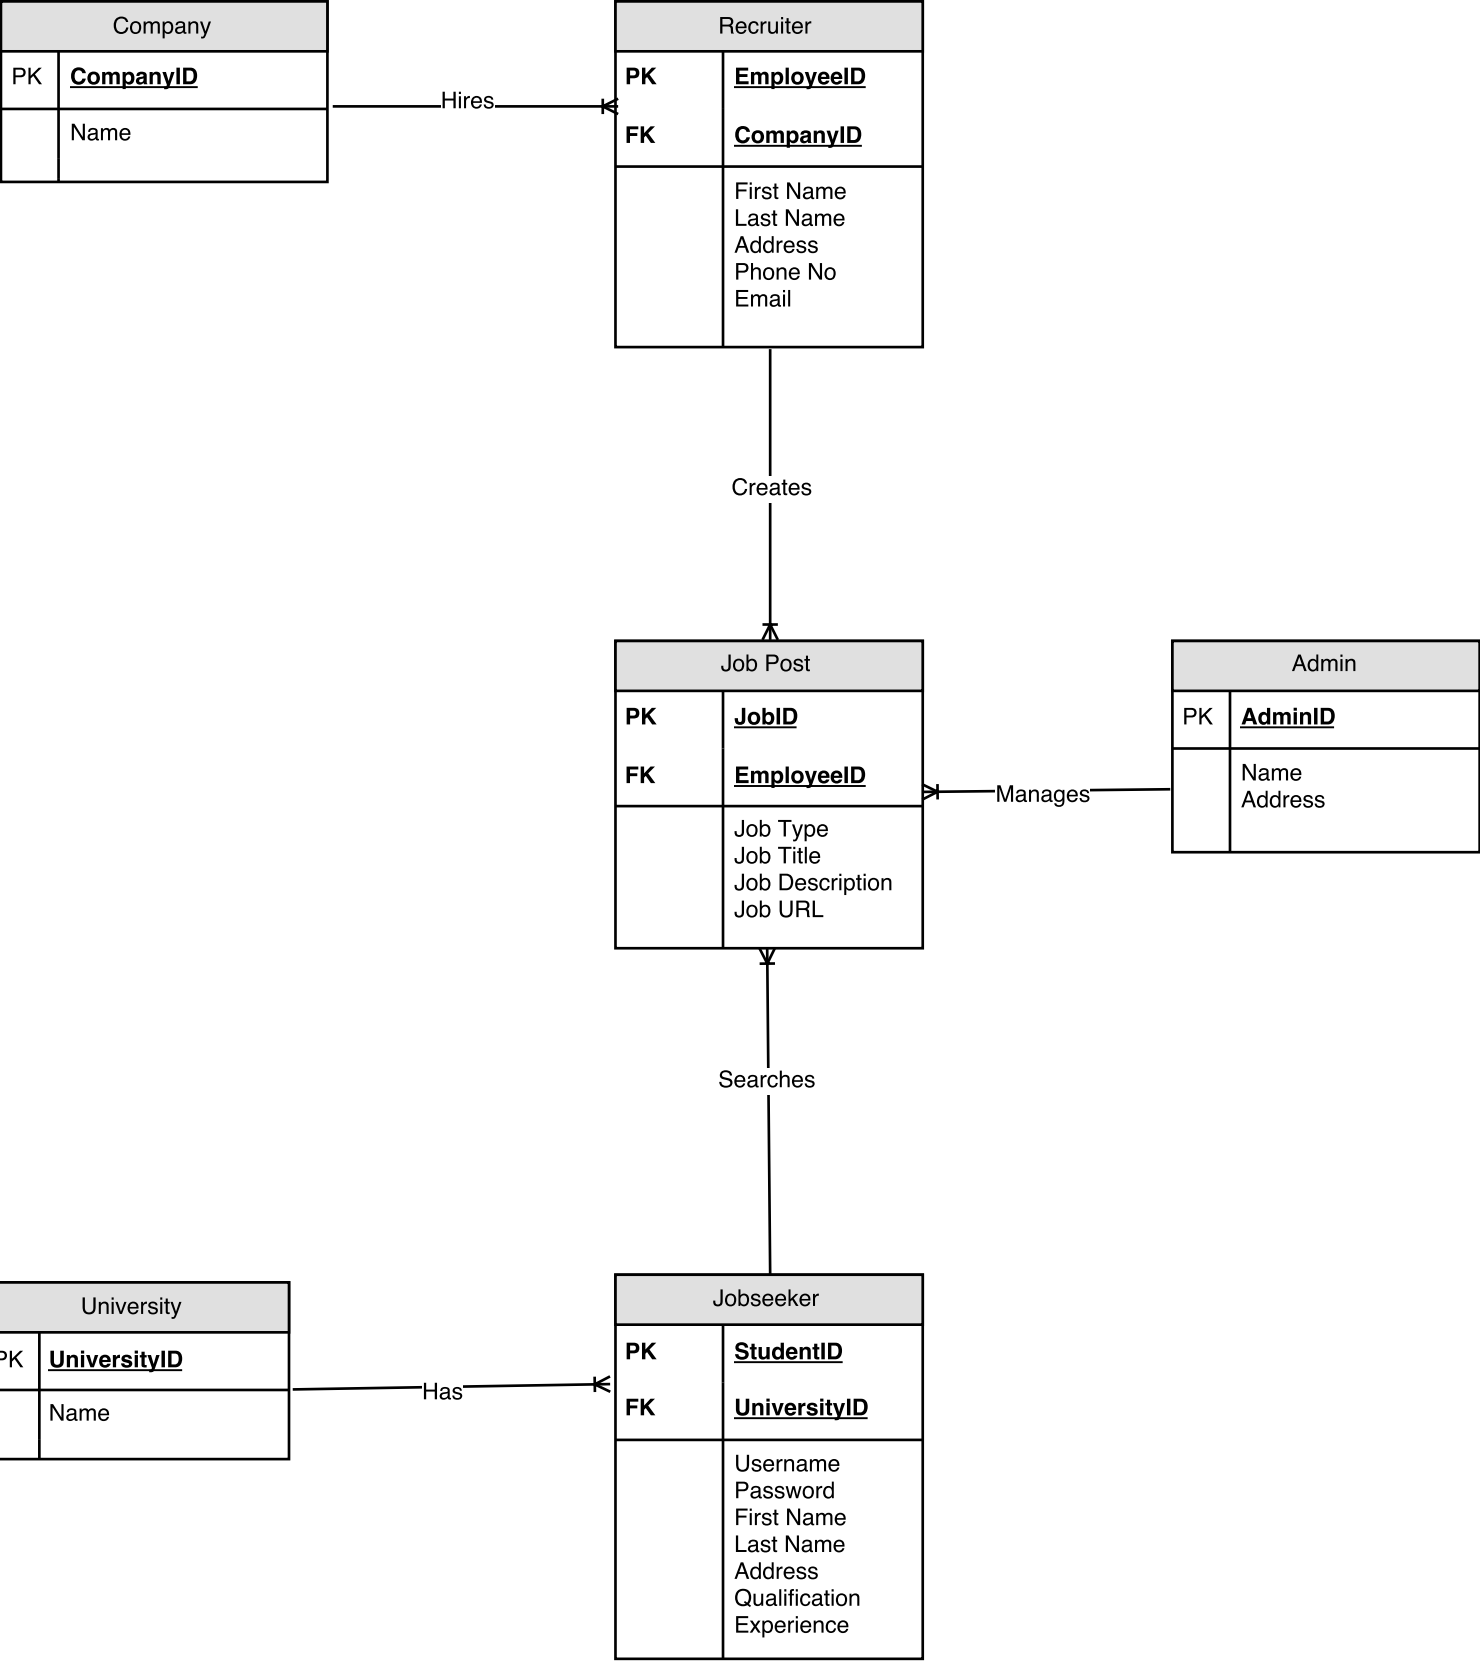 Company
PK CompanyID
Name
Hires
Recruiter
PK EmployeeID
FK CompanyID
First Name
Last Name
Address
Phone No
Email
Creates
Job Post
PK JobID
FK EmployeeID
Job Type
Job Title
Job Description
Job URL
Manages
Admin
PK AdminID
Name
Address
Searches
University
PK UniversityID
Name
Has
Jobseeker
PK StudentID
FK UniversityID
Username
Password
First Name
Last Name
Address
Qualification
Experience